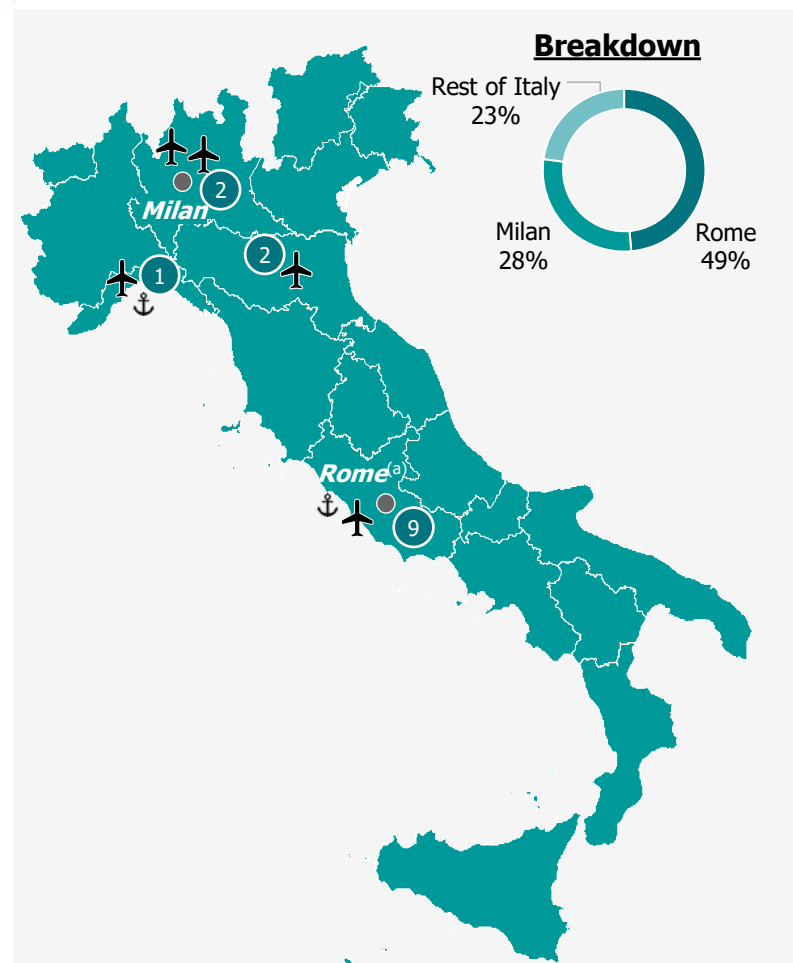 Breakdown
Rest of Italy
23%
Milan
28%
Rome
49%
2
Milan
2
1
Rome(a)
9